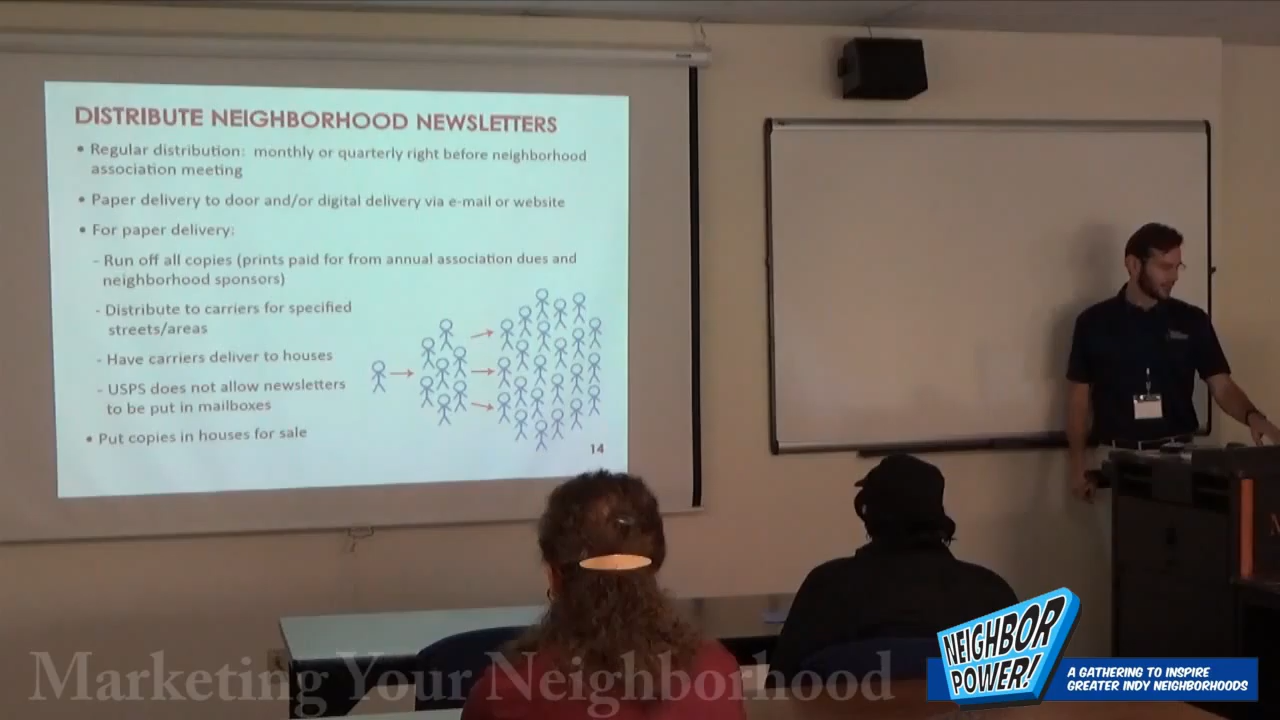 DISTRIBUTE NEIGHBORHOOD NEWSLETTERS
• Regular distribution: monthly or quarterly right before neighborhood
association meeting
• Paper delivery to door and/or digital delivery via e-mail or website
• For paper delivery:
- Run off all copies (prints paid for from annual association dues and
neighborhood sponsors)
- Distribute to carriers for specified
streets/areas
- Have carriers deliver to houses
- USPS does not allow newsletters
to be put in mailboxes
• Put copies in houses for sale
14
Marketing Your Neighborhood
NEIGHBOR
POWER!
A GATHERING TO INSPIRE
GREATER INDY NEIGHBORHOODS